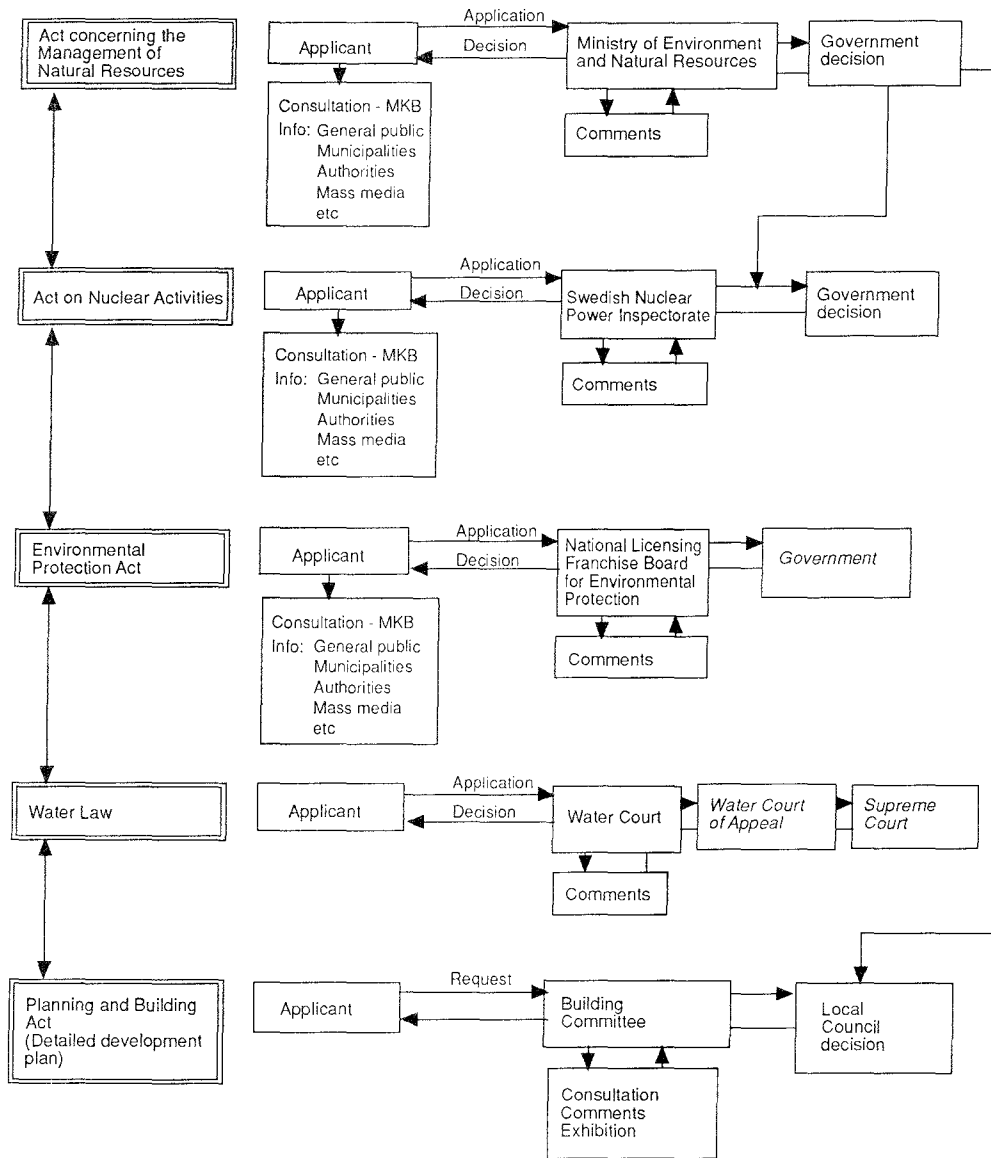 Act concerning the
Management of
Natural Resources
Applicant
Application
Decision
Ministry of Environment
and Natural Resources
Government
decision
Consultation - MKB
Info: General public
Municipalities
Authorities
Mass media
etc
Comments
Act on Nuclear Activities
Applicant
Application
Decision
Swedish Nuclear
Power Inspectorate
Government
decision
Consultation - MKB
Info: General public
Municipalities
Authorities
Mass media
etc
Comments
Environmental
Protection Act
Applicant
Application
Decision
National Licensing
Franchise Board
for Environmental
Protection
Government
Consultation - MKB
Info: General public
Municipalities
Authorities
Mass media
etc
Comments
Water Law
Applicant
Application
Decision
Water Court
Water Court
of Appeal
Supreme
Court
Comments
Planning and Building
Act
(Detailed development
plan)
Applicant
Request
Building
Committee
Local
Council
decision
Consultation
Comments
Exhibition